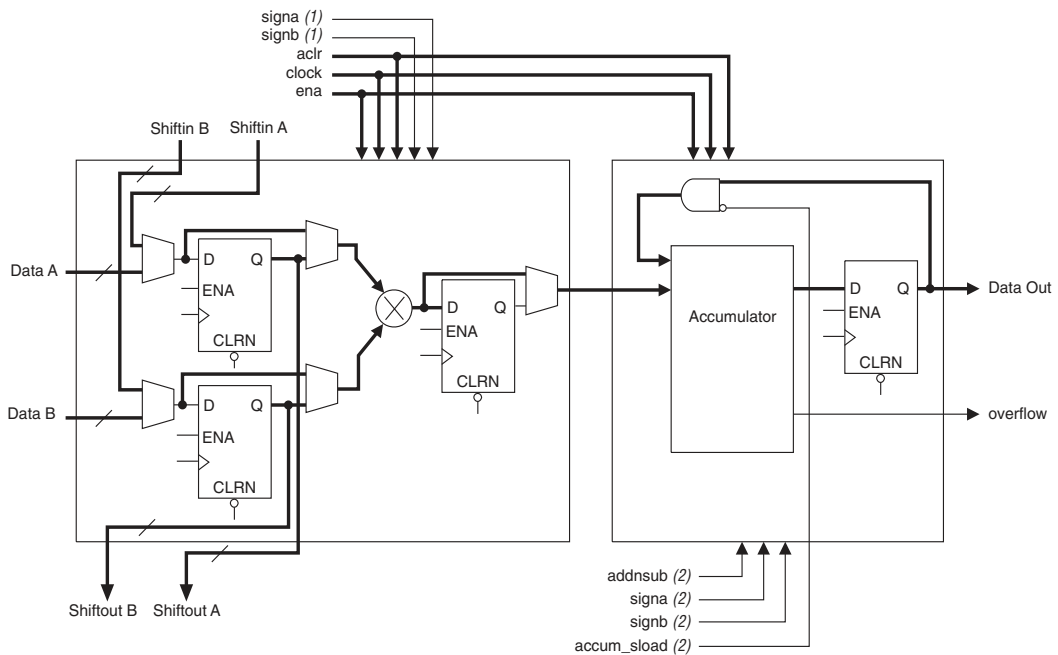 signa (1)
signb (1)
aclr
clock
ena
Shiftin B
Shiftin A
Data A
D Q
ENA
CLRN
Data B
D Q
ENA
CLRN
D Q
ENA
CLRN
Accumulator
D Q
ENA
CLRN
Data Out
overflow
Shiftout B
Shiftout A
addnsub (2)
signa (2)
signb (2)
accum_sload (2)